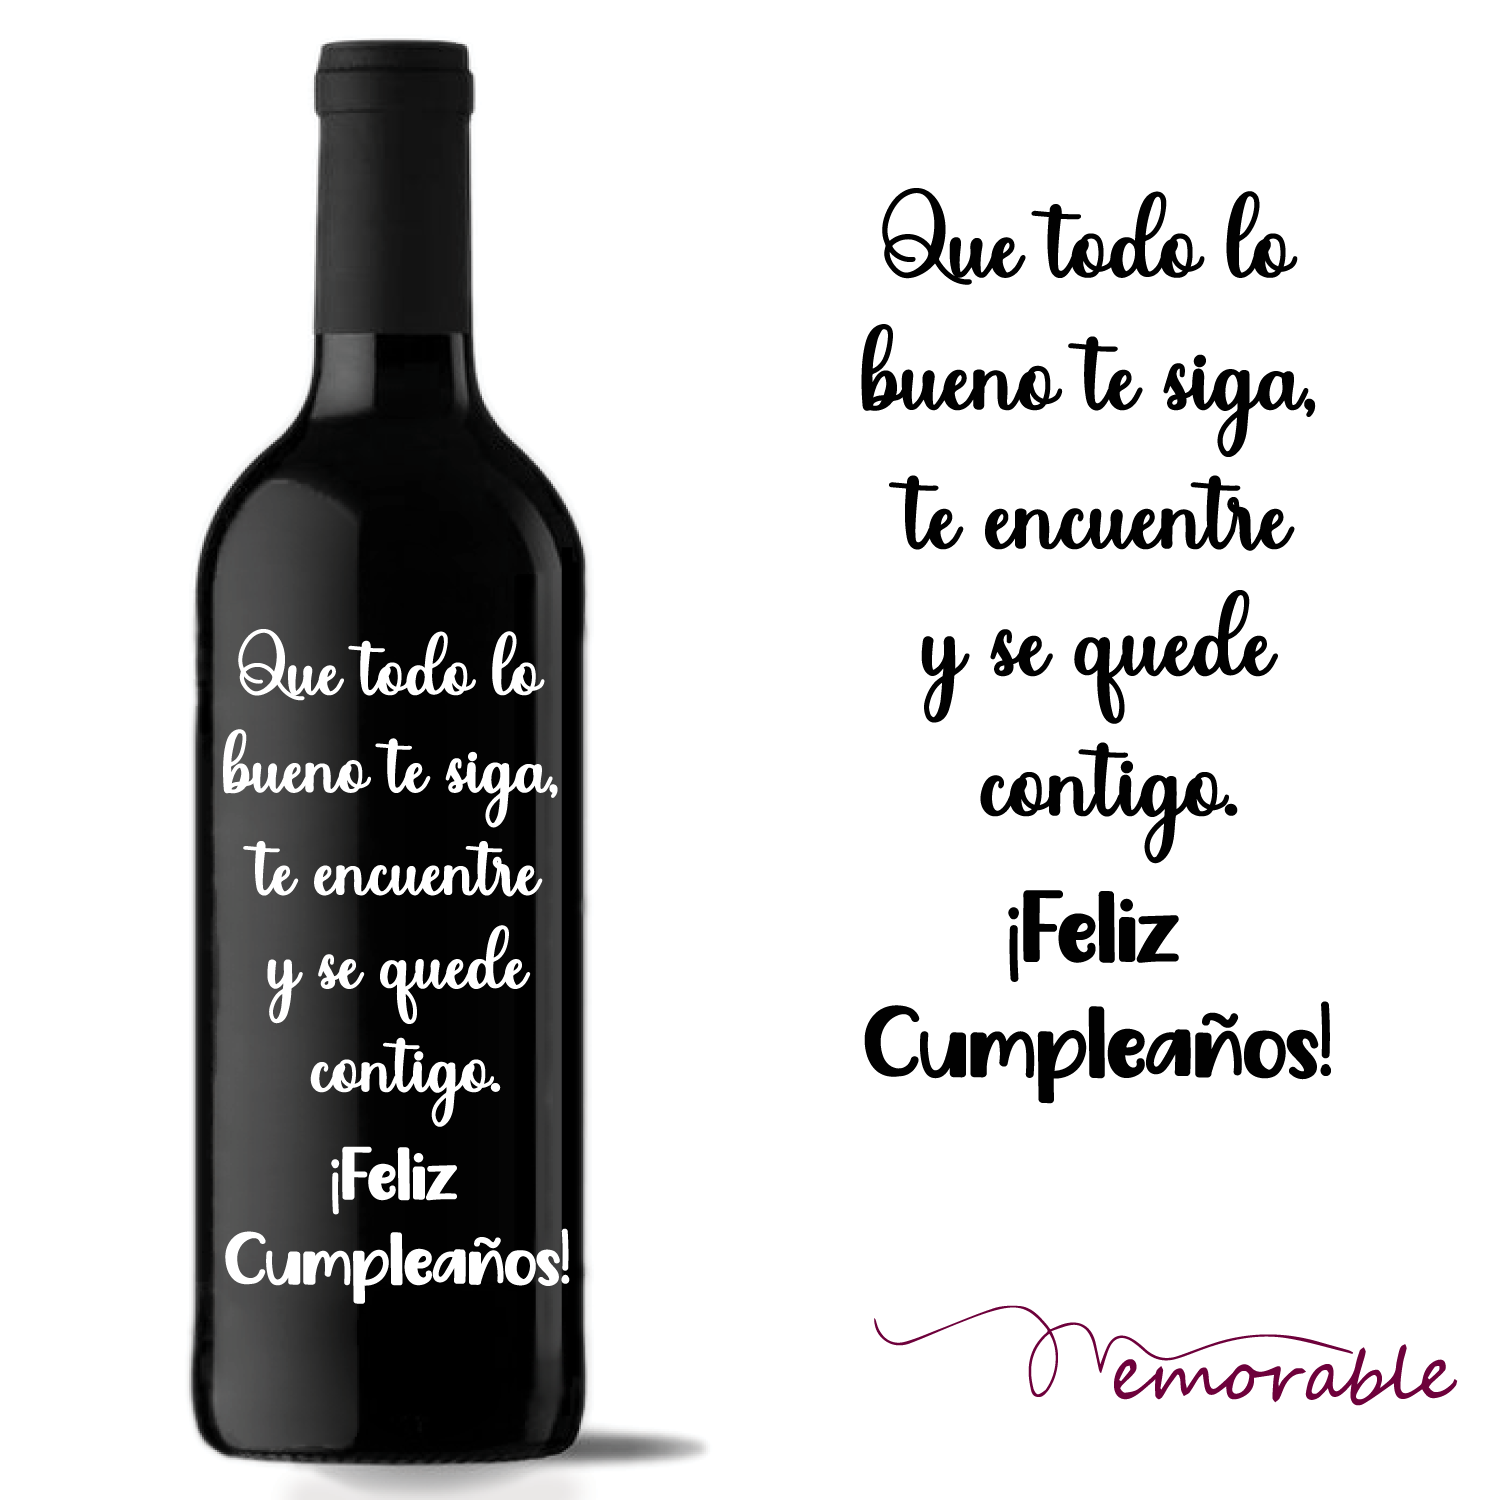 Que todo lo
bueno te siga,
te encuentre
y se quede
contigo.
¡Feliz
Cumpleaños!
Que todo lo
bueno te siga,
te encuentre
y se quede
contigo.
¡Feliz
Cumpleaños!
Memorable